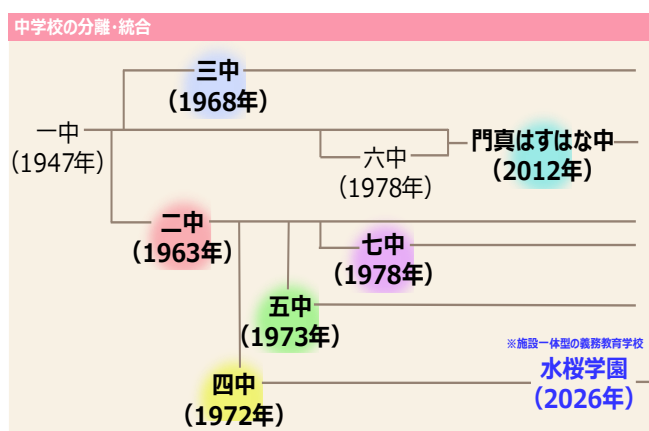 中学校の分離・統合
三中
（1968年）
一中
（1947年）
六中
（1978年）
門真はすはな中
（2012年）
二中
（1963年）
七中
（1978年）
五中
（1973年）
※施設一体型の義務教育学校
水桜学園
（2026年）
四中
（1972年）